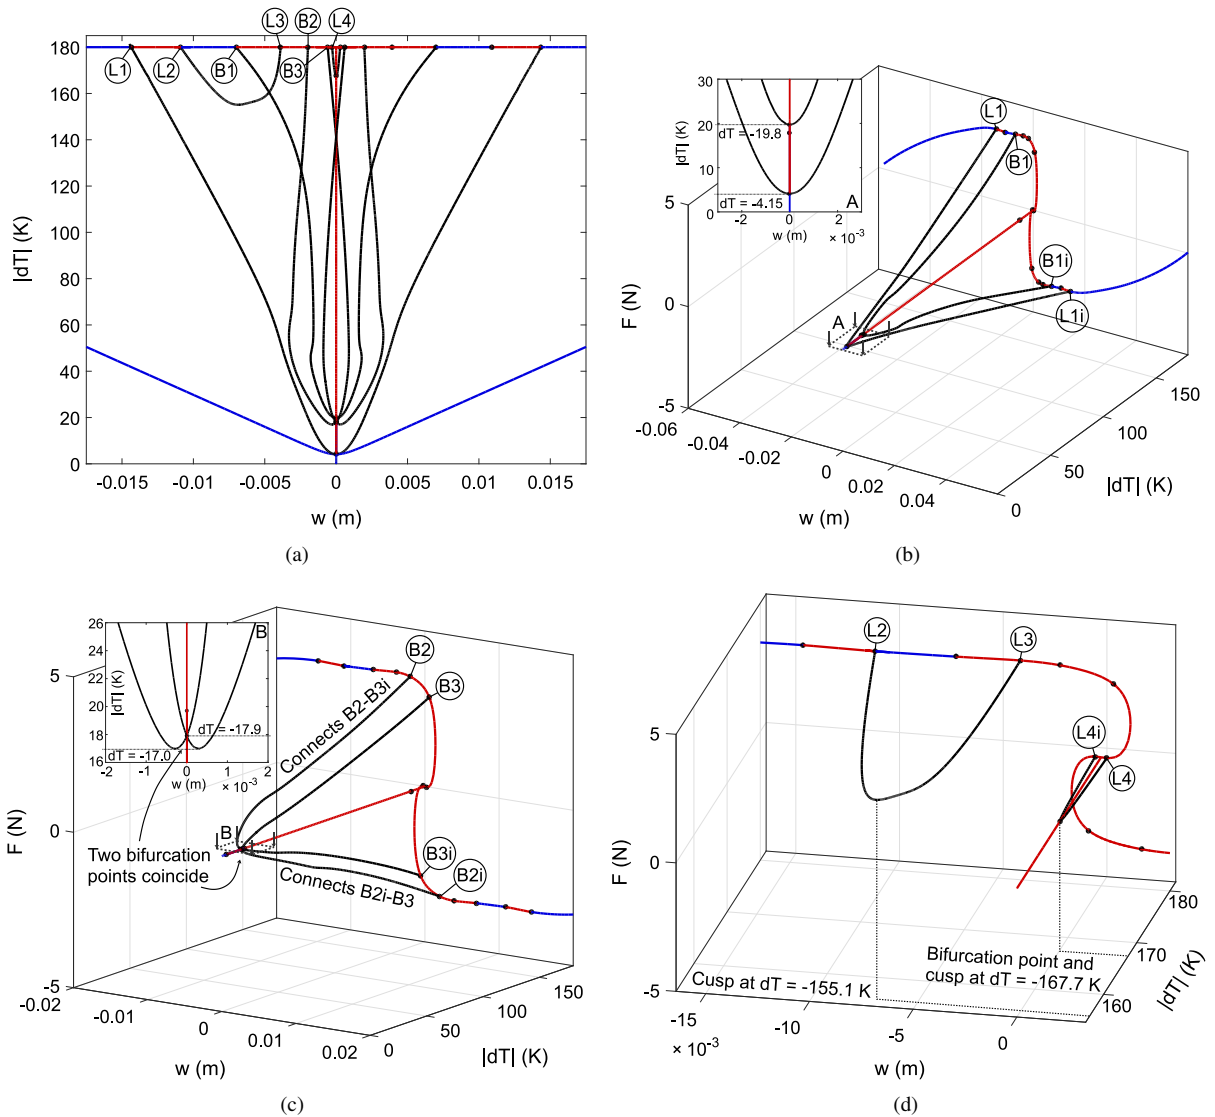 L3 B2 L4
180
L1 L2 B1 B3
160
140
120
100
80
60
40
20
0
|dT| (K)
-0.015 -0.01 -0.005 0 0.005 0.01 0.015
w (m)
(a)
30
20
10
0
|dT| (K)
dT = -19.8
dT = -4.15
A
-2 0 2
w (m) × 10⁻³
L1
B1
B1i
L1i
A
5
0
-5
F (N)
-0.06
-0.04
-0.02
0
0.02
0.04
w (m)
0
50
100
150
|dT| (K)
(b)
26
24
22
20
18
16
|dT| (K)
B
dT = -17.9
dT = -17.0
-2 -1 0 1 2
w (m) × 10⁻³
B2
B3
Connects B2-B3i
B
Two bifurcation
points coincide
B3i
B2i
Connects B2i-B3
5
0
-5
F (N)
-0.02
-0.01
0
0.01
0.02
w (m)
0
50
100
150
|dT| (K)
(c)
L2 L3
L4i
L4
Bifurcation point and
cusp at dT = -167.7 K
Cusp at dT = -155.1 K
5
0
-5
F (N)
-15
-10
-5
0
× 10⁻³
w (m)
160
170
180
|dT| (K)
(d)